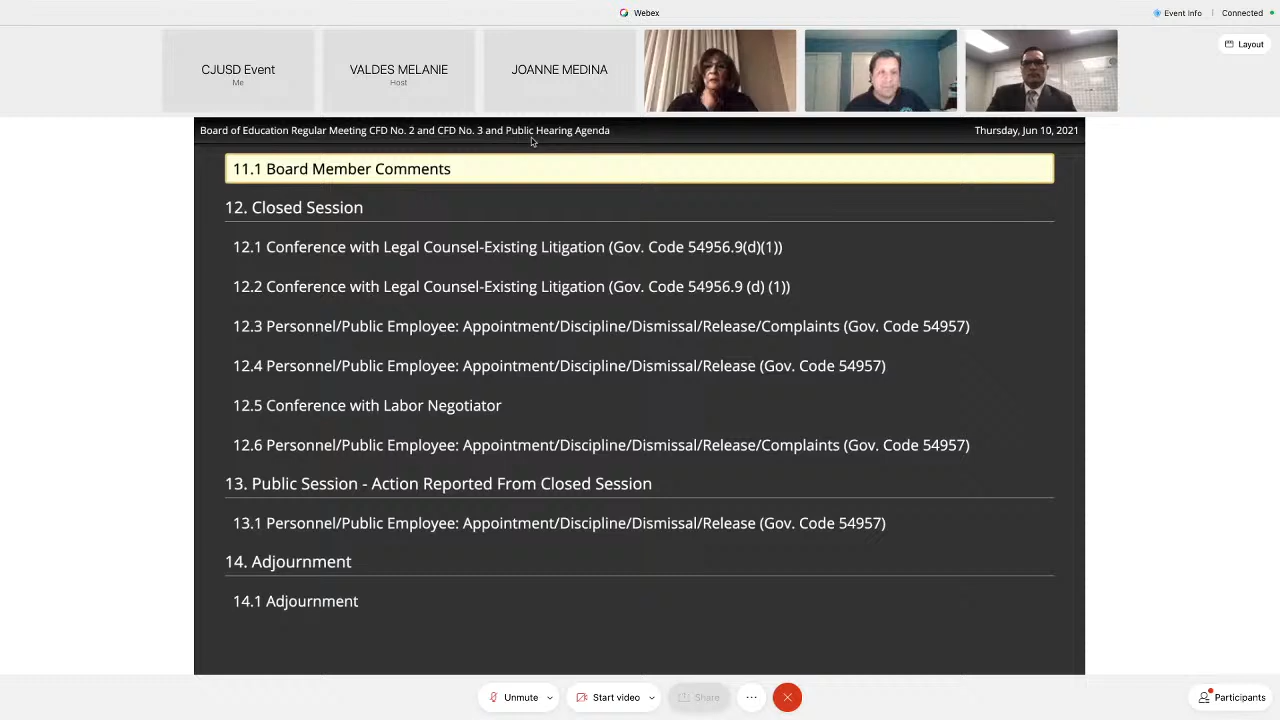 Webex
Event Info
Connected
CJUSD Event
Me
VALDES MELANIE
Host
JOANNE MEDINA
Layout
Board of Education Regular Meeting CFD No. 2 and CFD No. 3 and Public Hearing Agenda
Thursday, Jun 10, 2021
11.1 Board Member Comments
12. Closed Session
12.1 Conference with Legal Counsel-Existing Litigation (Gov. Code 54956.9(d)(1))
12.2 Conference with Legal Counsel-Existing Litigation (Gov. Code 54956.9 (d) (1))
12.3 Personnel/Public Employee: Appointment/Discipline/Dismissal/Release/Complaints (Gov. Code 54957)
12.4 Personnel/Public Employee: Appointment/Discipline/Dismissal/Release (Gov. Code 54957)
12.5 Conference with Labor Negotiator
12.6 Personnel/Public Employee: Appointment/Discipline/Dismissal/Release/Complaints (Gov. Code 54957)
13. Public Session - Action Reported From Closed Session
13.1 Personnel/Public Employee: Appointment/Discipline/Dismissal/Release (Gov. Code 54957)
14. Adjournment
14.1 Adjournment
Unmute
Start video
Share
Participants